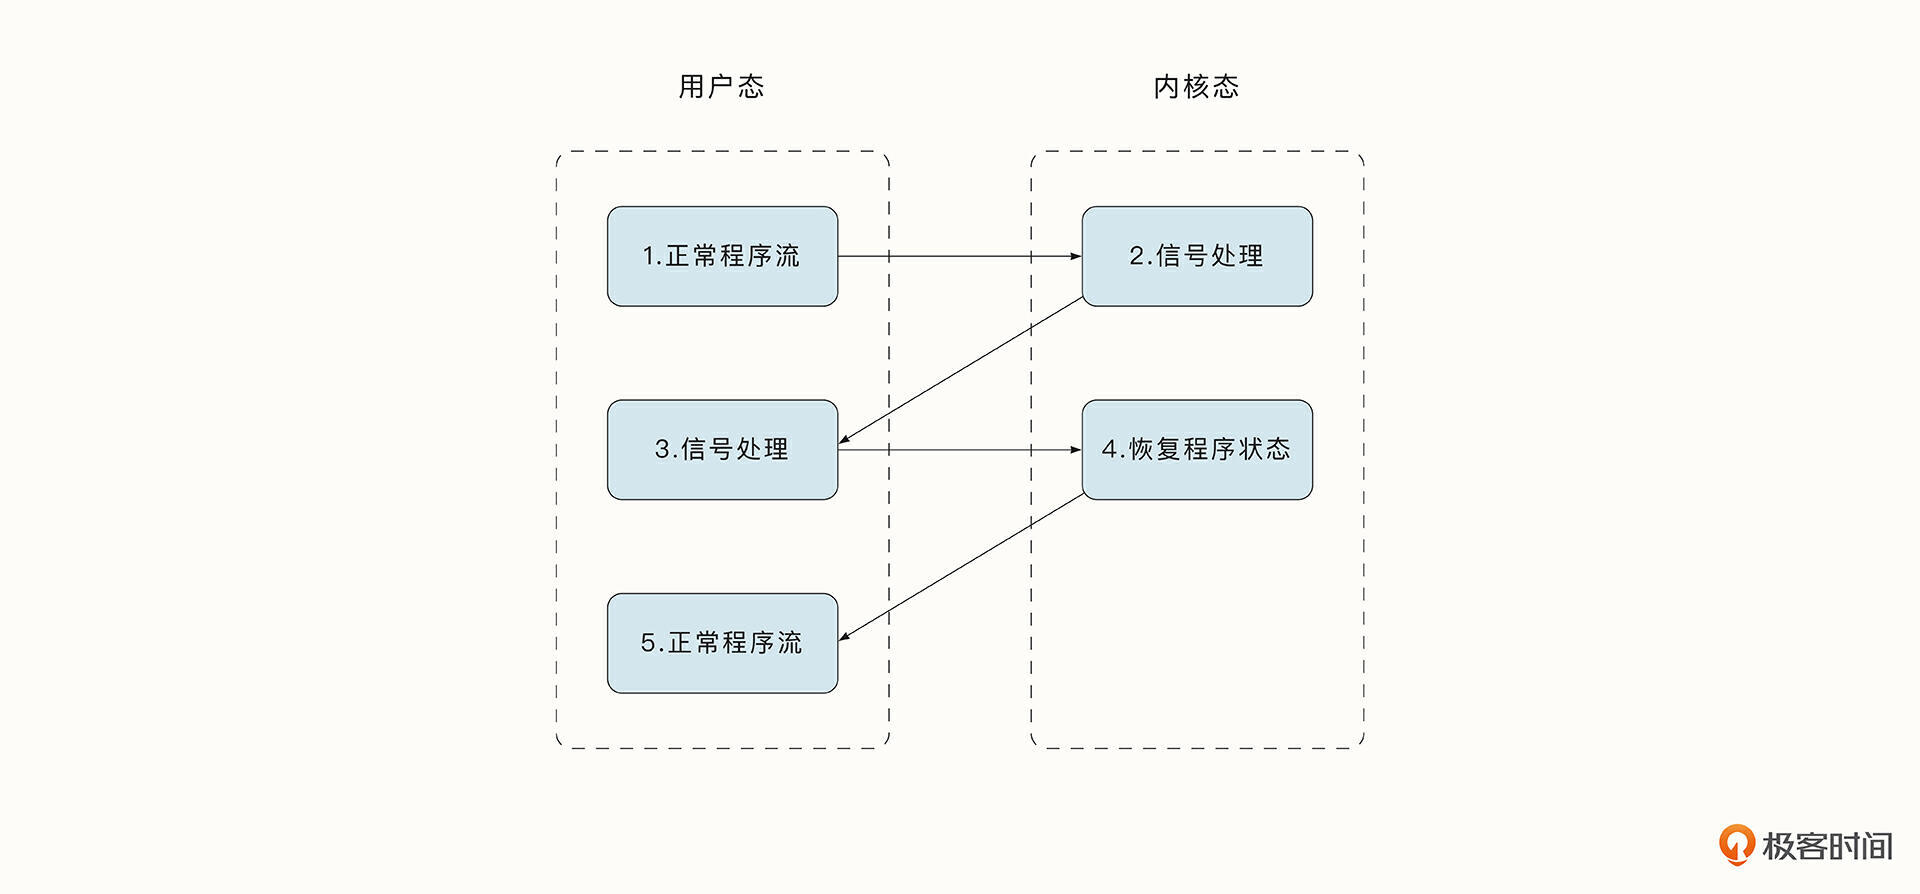 用户态
内核态
1.正常程序流
2.信号处理
3.信号处理
4.恢复程序状态
5.正常程序流
极客时间